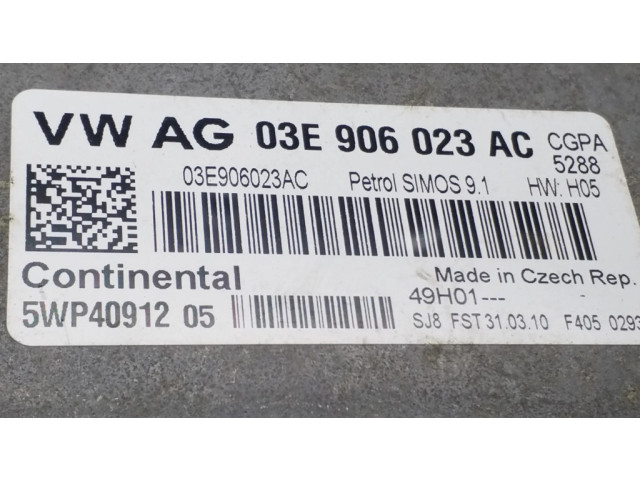 VW AG 03E 906 023 AC CGPA
5288
03E906023AC Petrol SIMOS 9.1 HW: H05
Continental Made in Czech Rep.
49H01---
5WP40912 05 SJ8 FST 31.03.10 F405 0293